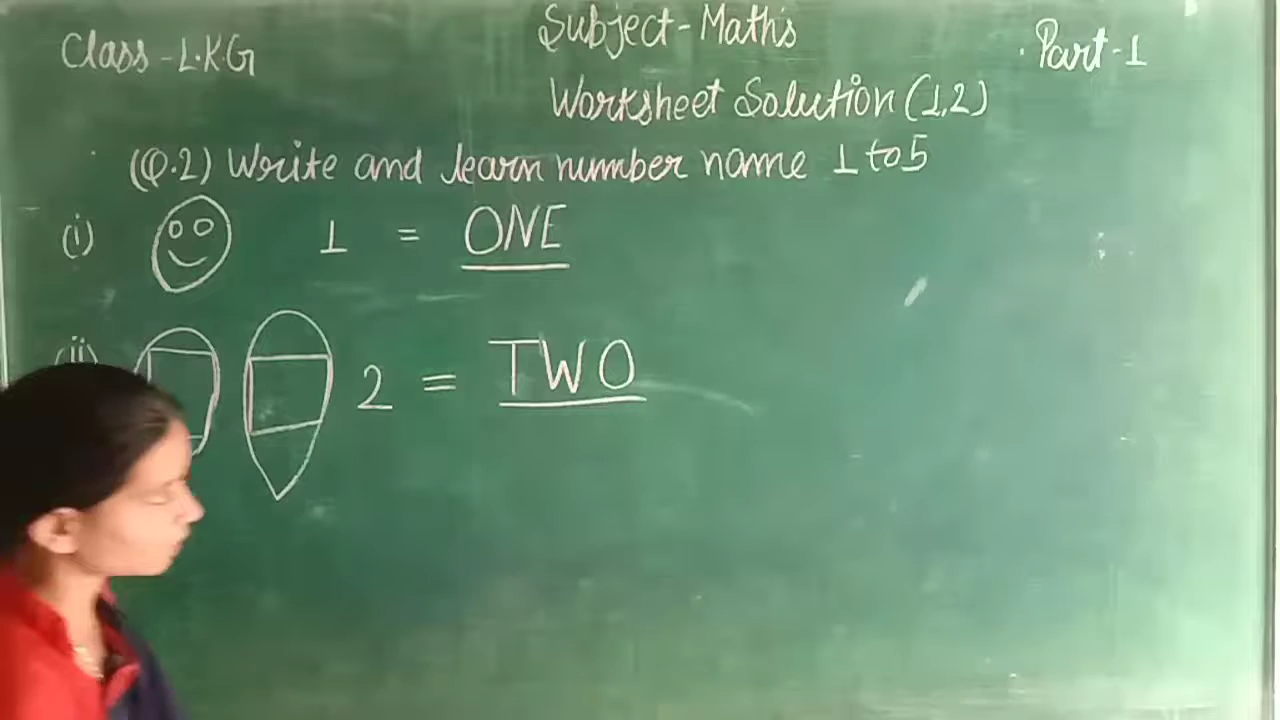 Class - L.K.G
Subject - Maths
Part - 1
Worksheet Solution (1,2)
(Q.2) Write and learn number name 1 to 5
(i) 1 = ONE
(ii) 2 = TWO